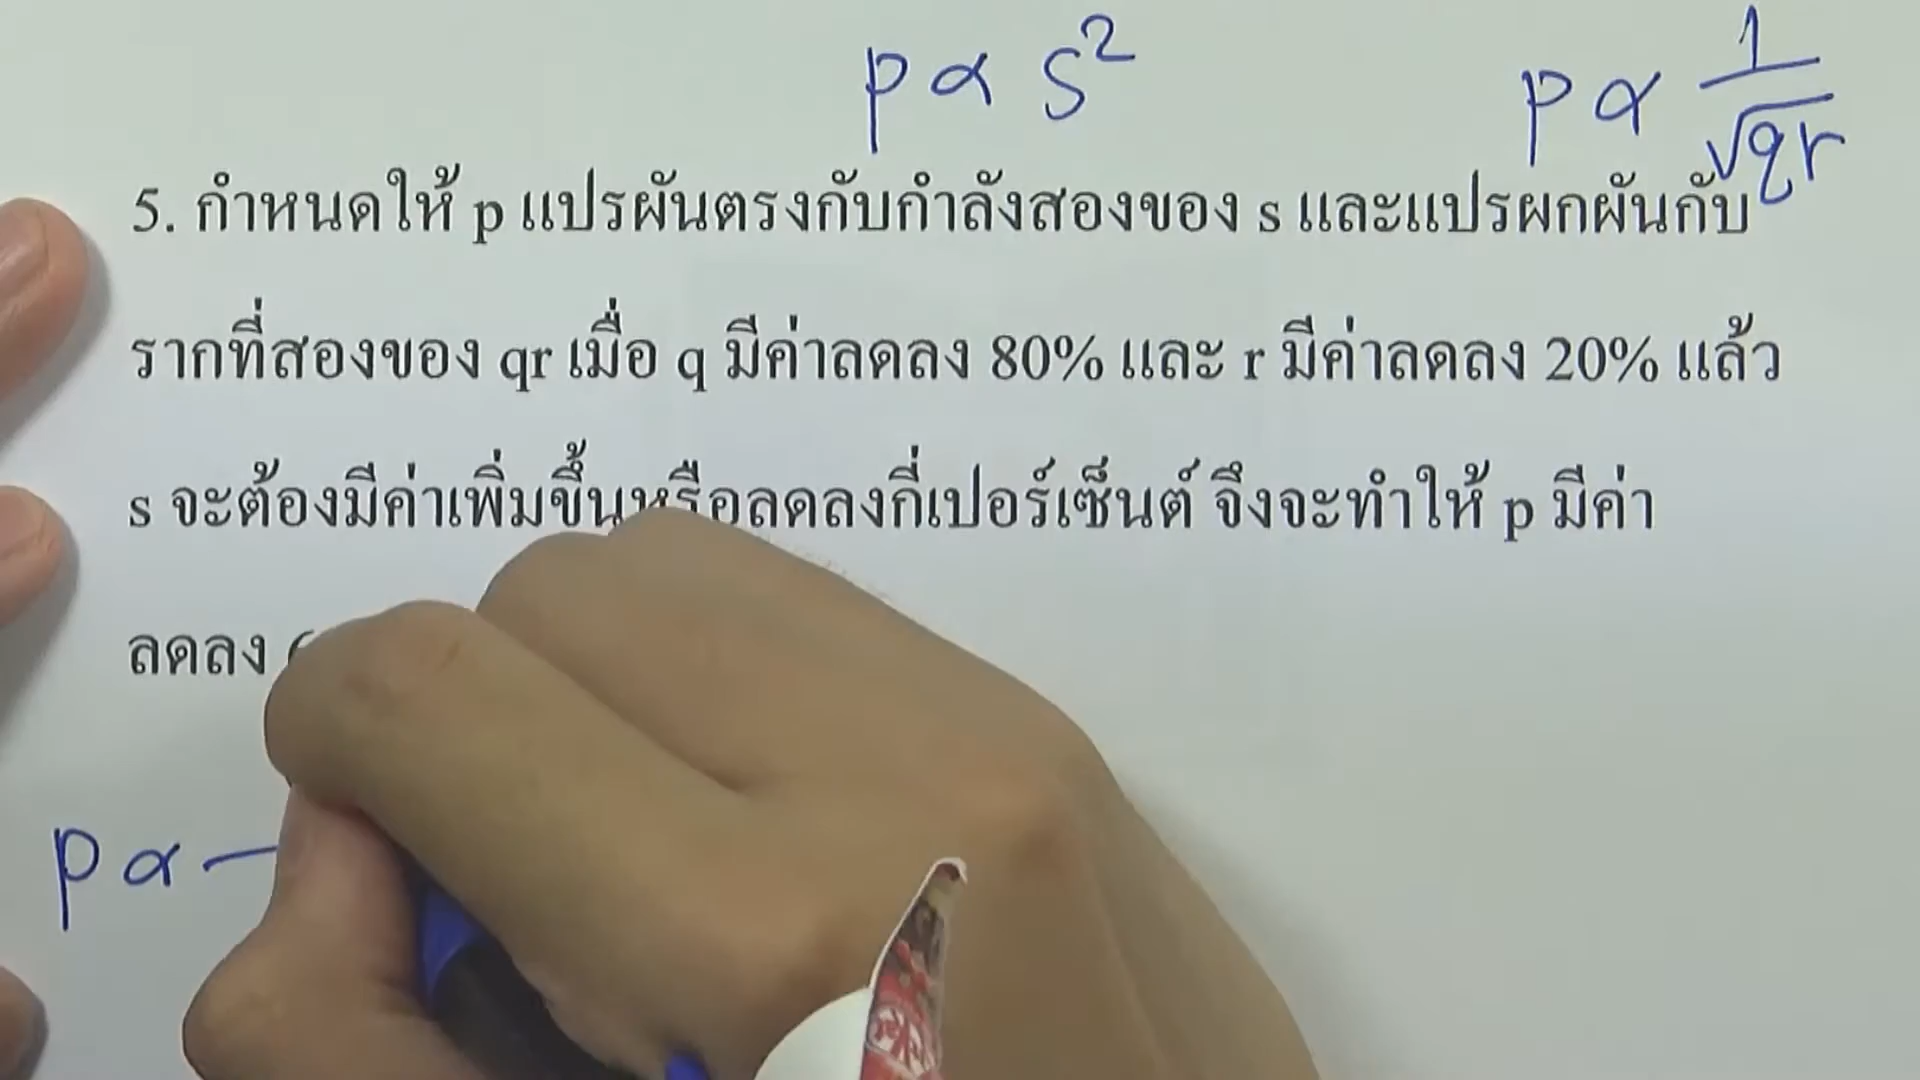 p ∝ s²
p ∝ 1/√qr
5. กำหนดให้ p แปรผันตรงกับกำลังสองของ s และแปรผกผันกับ
รากที่สองของ qr เมื่อ q มีค่าลดลง 80% และ r มีค่าลดลง 20% แล้ว
s จะต้องมีค่าเพิ่มขึ้นหรือลดลงกี่เปอร์เซ็นต์ จึงจะทำให้ p มีค่า
ลดลง
p ∝